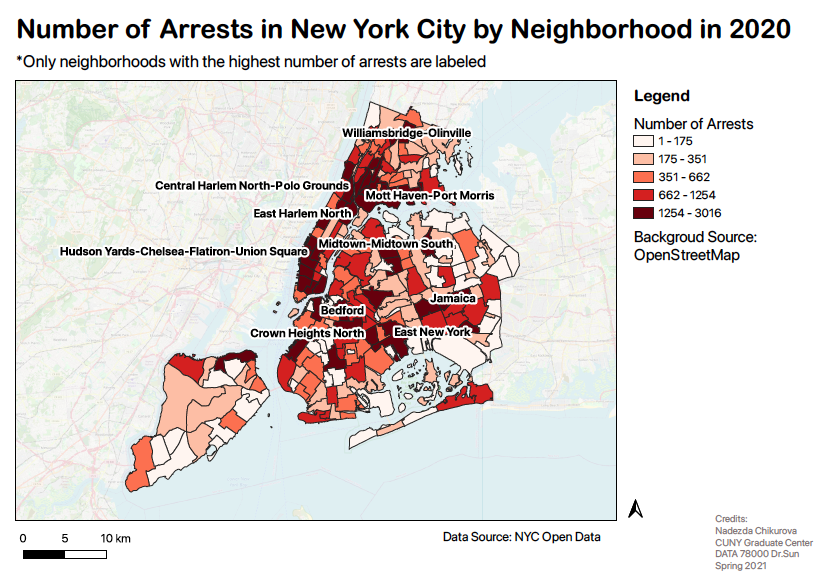 Number of Arrests in New York City by Neighborhood in 2020
*Only neighborhoods with the highest number of arrests are labeled
Williamsbridge-Olinville
Central Harlem North-Polo Grounds
Mott Haven-Port Morris
East Harlem North
Midtown-Midtown South
Hudson Yards-Chelsea-Flatiron-Union Square
Jamaica
Bedford
Crown Heights North
East New York
Legend
Number of Arrests
1 - 175
175 - 351
351 - 662
662 - 1254
1254 - 3016
Backgroud Source:
OpenStreetMap
0 5 10 km
Data Source: NYC Open Data
Credits:
Nadezda Chikurova
CUNY Graduate Center
DATA 78000 Dr.Sun
Spring 2021